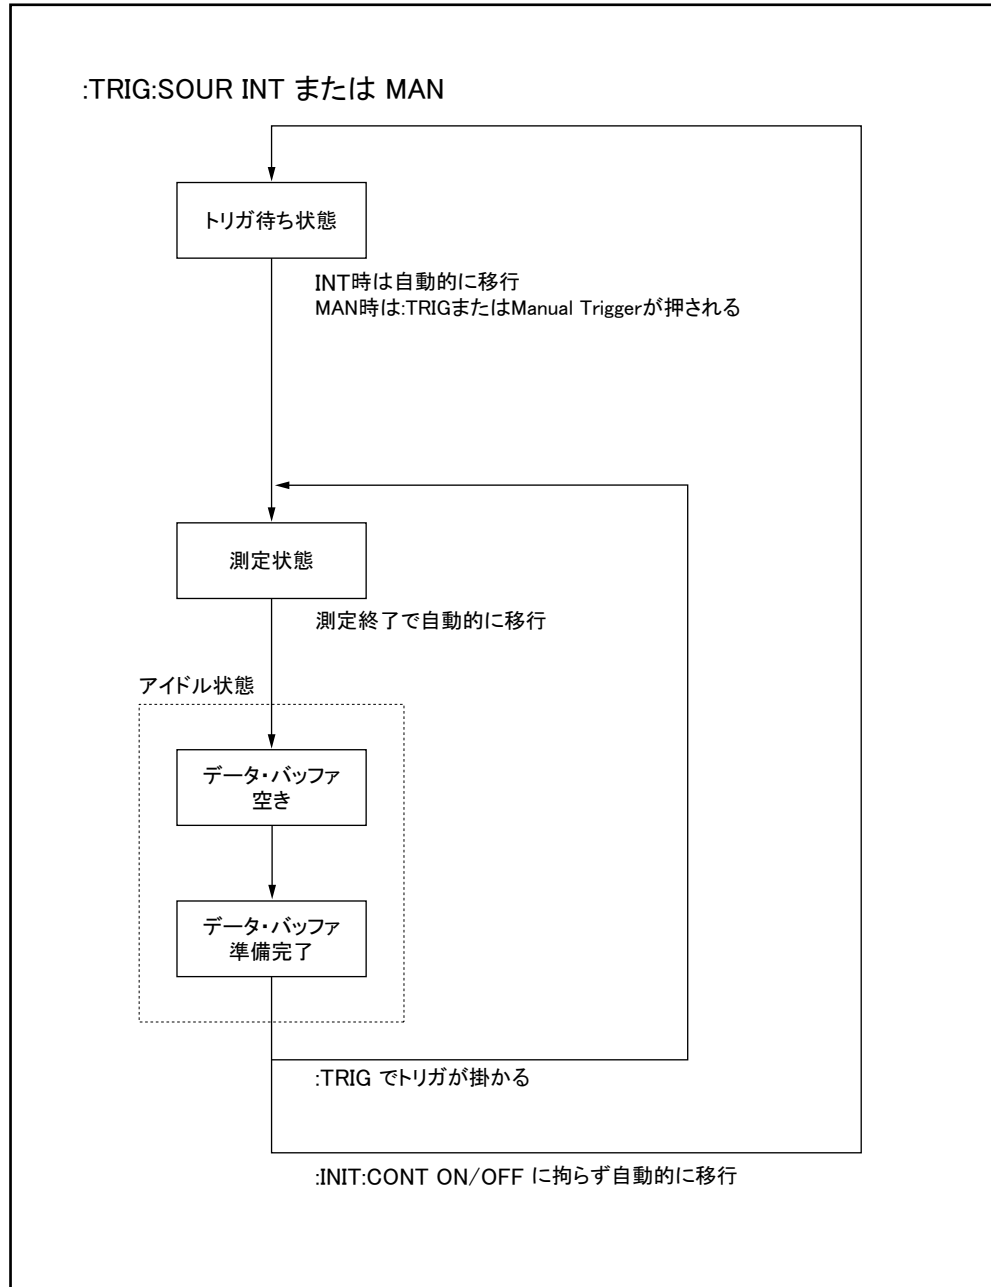 :TRIG:SOUR INT または MAN
トリガ待ち状態
INT時は自動的に移行
MAN時は:TRIGまたはManual Triggerが押される
測定状態
測定終了で自動的に移行
アイドル状態
データ・バッファ
空き
データ・バッファ
準備完了
:TRIG でトリガが掛かる
:INIT:CONT ON/OFF に拘らず自動的に移行